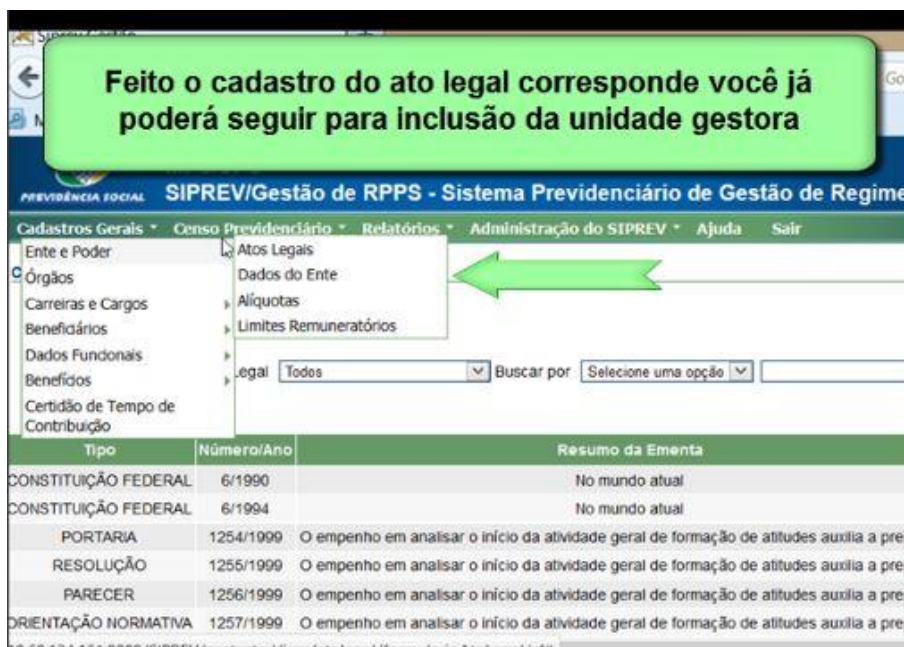 Siprev Gestão
Feito o cadastro do ato legal corresponde você já
poderá seguir para inclusão da unidade gestora
Go
PREVIDÊNCIA SOCIAL SIPREV/Gestão de RPPS - Sistema Previdenciário de Gestão de Regime
Cadastros Gerais Censo Previdenciário Relatórios Administração do SIPREV Ajuda Sair
Ente e Poder Atos Legais
Órgãos Dados do Ente
Carreiras e Cargos Alíquotas
Beneficiários Limites Remuneratórios
Dados Funcionais
Benefícios Legal Todos Buscar por Selecione uma opção
Certidão de Tempo de
Contribuição
Tipo Número/Ano Resumo da Ementa
CONSTITUIÇÃO FEDERAL 6/1990 No mundo atual
CONSTITUIÇÃO FEDERAL 6/1994 No mundo atual
PORTARIA 1254/1999 O empenho em analisar o início da atividade geral de formação de atitudes auxilia a pre
RESOLUÇÃO 1255/1999 O empenho em analisar o início da atividade geral de formação de atitudes auxilia a pre
PARECER 1256/1999 O empenho em analisar o início da atividade geral de formação de atitudes auxilia a pre
ORIENTAÇÃO NORMATIVA 1257/1999 O empenho em analisar o início da atividade geral de formação de atitudes auxilia a pre